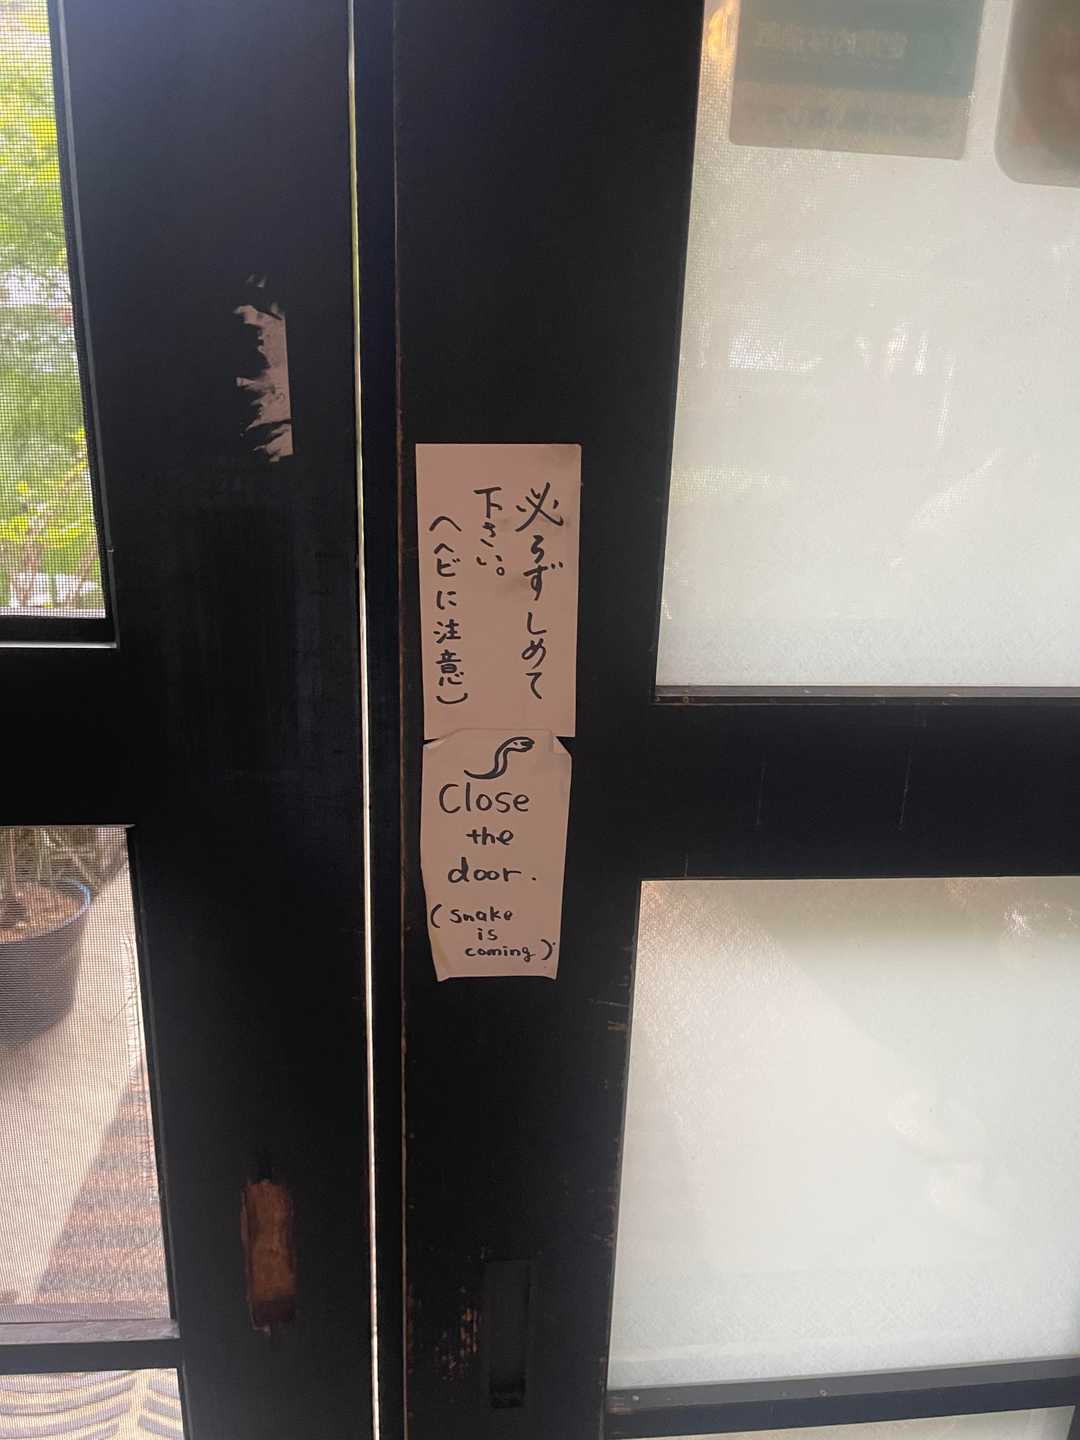 必らずしめて
下さい。
(ヘビに注意)
Close
the
door.
(snake
is
coming)